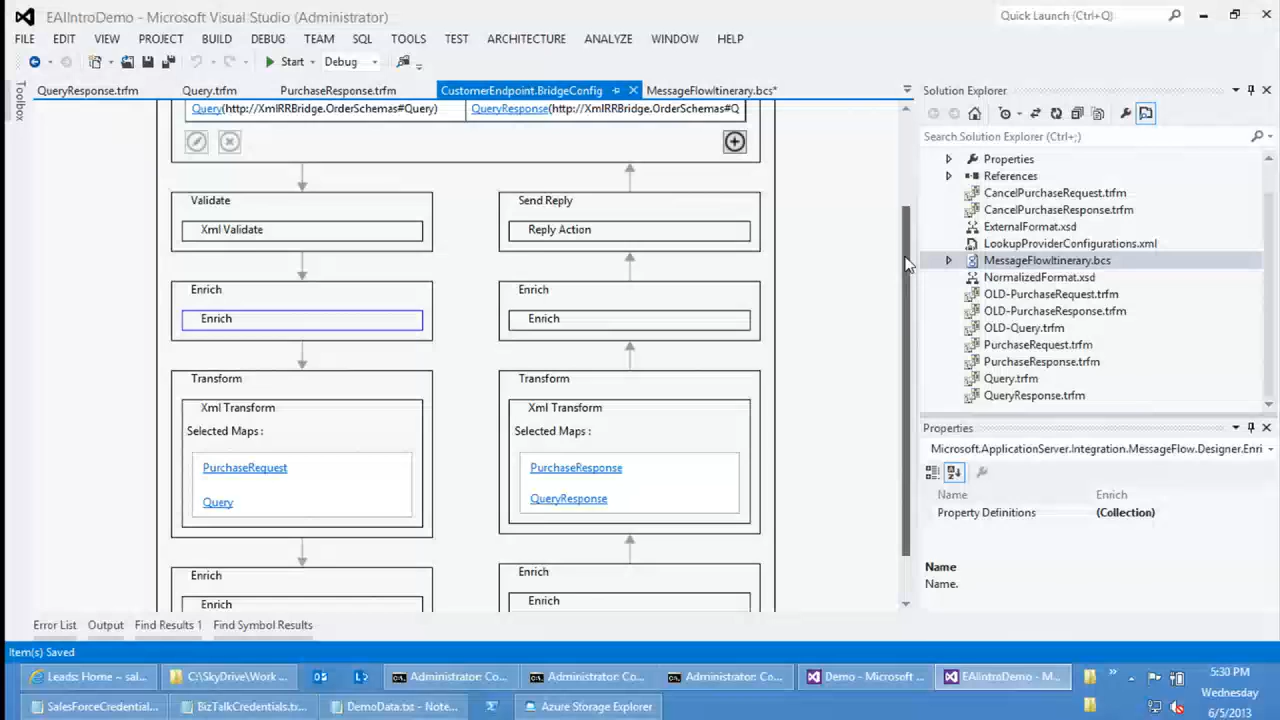 EAIIntroDemo - Microsoft Visual Studio (Administrator)
Quick Launch (Ctrl+Q)
FILE EDIT VIEW PROJECT BUILD DEBUG TEAM SQL TOOLS TEST ARCHITECTURE ANALYZE WINDOW HELP
Start Debug
Toolbox
QueryResponse.trfm Query.trfm PurchaseResponse.trfm CustomerEndpoint.BridgeConfig MessageFlowItinerary.bcs*
Query(http://XmlRRBridge.OrderSchemas#Query) QueryResponse(http://XmlRRBridge.OrderSchemas#Q
Validate
Xml Validate
Enrich
Enrich
Transform
Xml Transform
Selected Maps :
PurchaseRequest
Query
Enrich
Enrich
Send Reply
Reply Action
Enrich
Enrich
Transform
Xml Transform
Selected Maps :
PurchaseResponse
QueryResponse
Enrich
Enrich
Solution Explorer
Search Solution Explorer (Ctrl+;)
Properties
References
CancelPurchaseRequest.trfm
CancelPurchaseResponse.trfm
ExternalFormat.xsd
LookupProviderConfigurations.xml
MessageFlowItinerary.bcs
NormalizedFormat.xsd
OLD-PurchaseRequest.trfm
OLD-PurchaseResponse.trfm
OLD-Query.trfm
PurchaseRequest.trfm
PurchaseResponse.trfm
Query.trfm
QueryResponse.trfm
Properties
Microsoft.ApplicationServer.Integration.MessageFlow.Designer.Enri
Name Enrich
Property Definitions (Collection)
Name
Name.
Error List Output Find Results 1 Find Symbol Results
Item(s) Saved
Leads: Home ~ sal... C:\SkyDrive\Work ... Administrator: Co... Administrator: Co... Administrator: Co... Demo - Microsoft ... EAIIntroDemo - M...
SalesForceCredential... BizTalkCredentials.tx... DemoData.txt - Note... Azure Storage Explorer
5:30 PM
Wednesday
6/5/2013